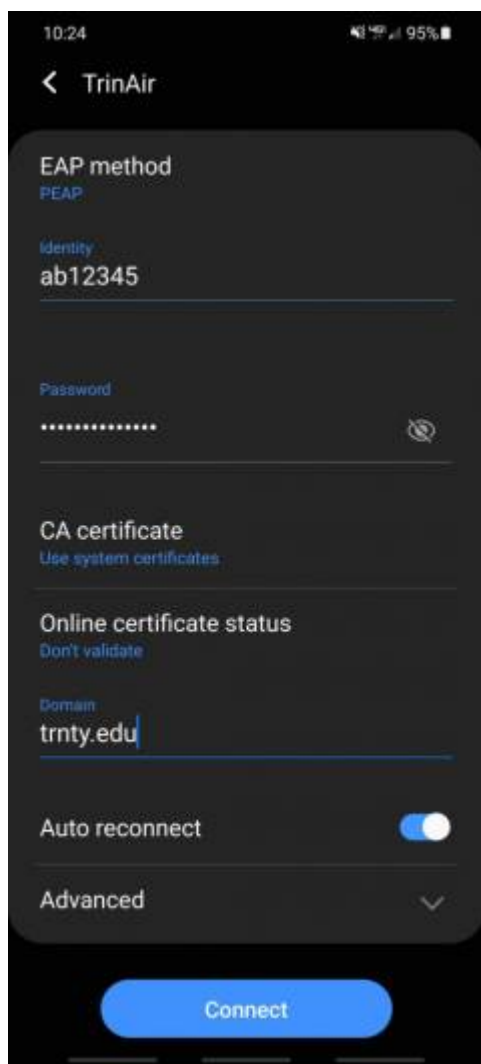 10:24
95%
TrinAir
EAP method
PEAP
Identity
ab12345
Password
••••••••••••••
CA certificate
Use system certificates
Online certificate status
Don't validate
Domain
trnty.edu
Auto reconnect
Advanced
Connect